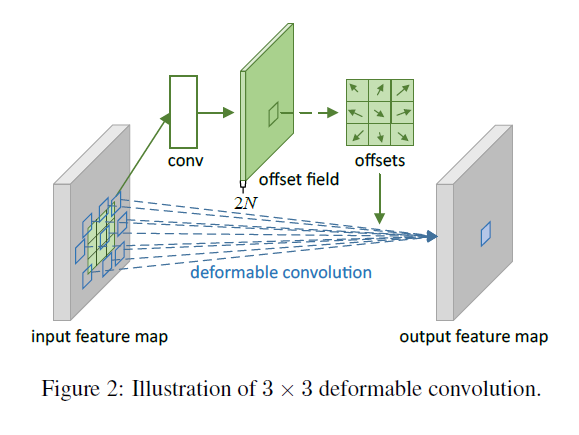 conv
offset field
offsets
2N
deformable convolution
input feature map
output feature map
Figure 2: Illustration of 3 × 3 deformable convolution.